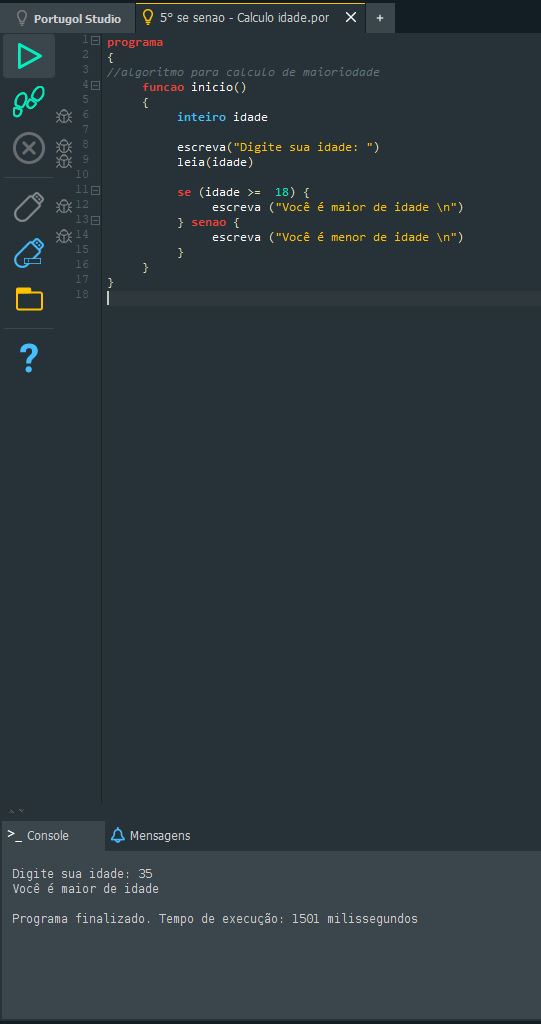 Portugol Studio
5° se senao - Calculo idade.por
+
1 programa
2 {
3 //algoritmo para calculo de maioriodade
4 funcao inicio()
5 {
6 inteiro idade
7
8 escreva("Digite sua idade: ")
9 leia(idade)
10
11 se (idade >=  18) {
12 escreva ("Você é maior de idade \n")
13 } senao {
14 escreva ("Você é menor de idade \n")
15 }
16 }
17 }
18
?
>_ Console
Mensagens
Digite sua idade: 35
Você é maior de idade
Programa finalizado. Tempo de execução: 1501 milissegundos